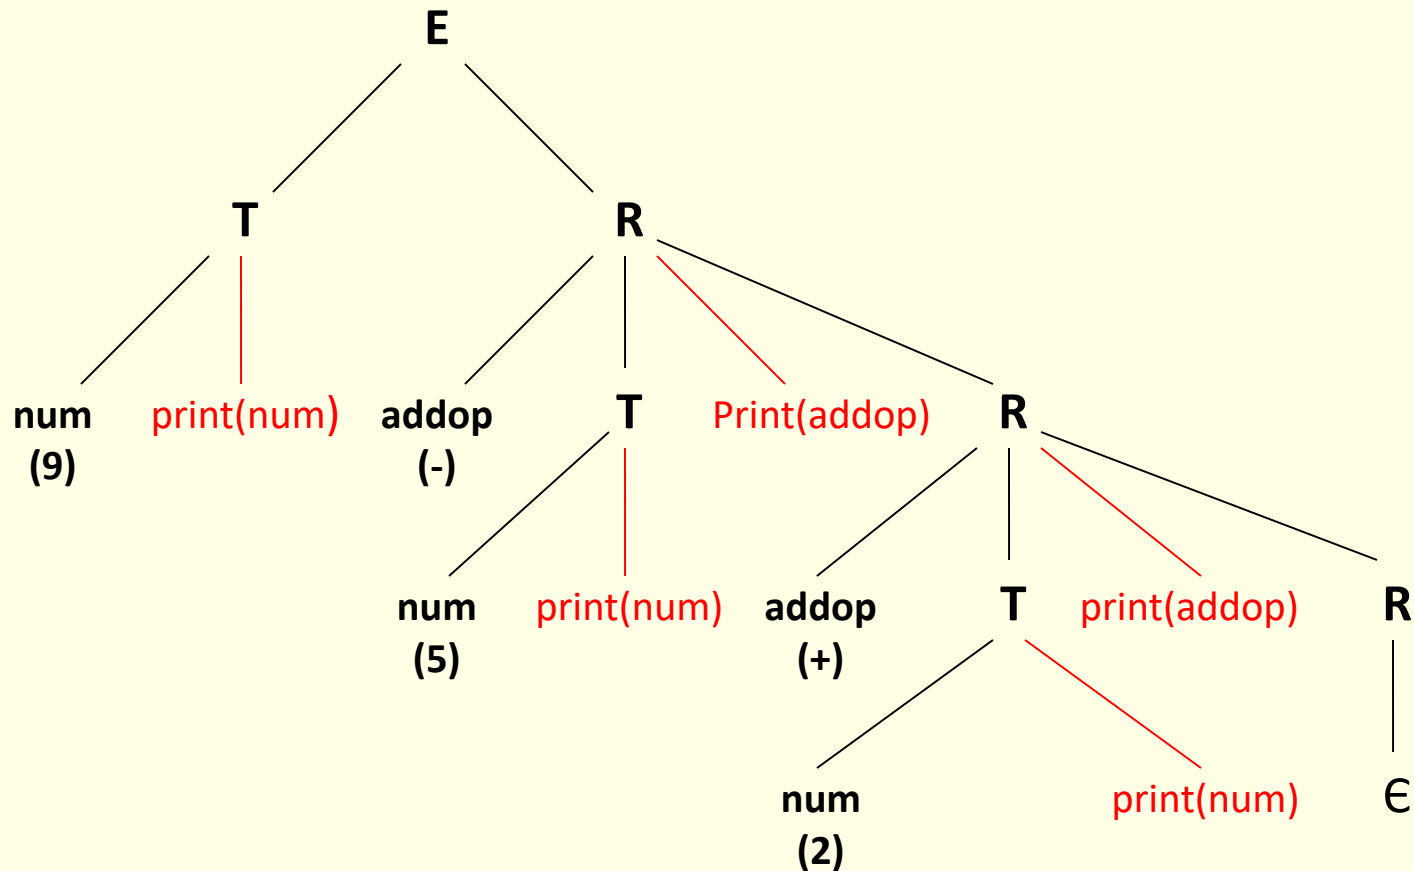 E
T R
num print(num) addop T Print(addop) R
(9) (-)
num print(num) addop T print(addop) R
(5) (+)
num print(num) Є
(2)